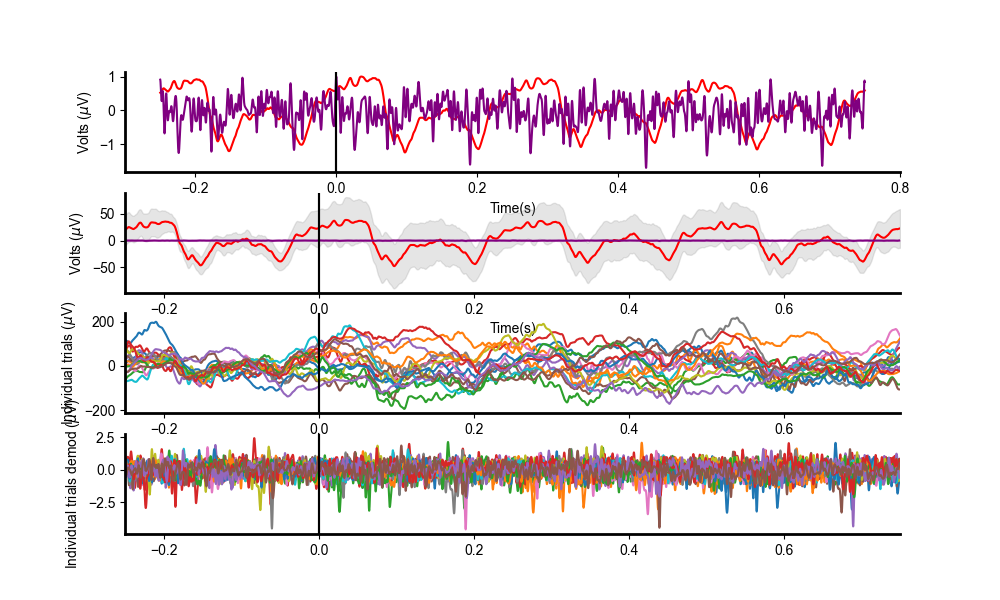 1
0
−1
Volts (μV)
−0.2 0.0 0.2 0.4 0.6 0.8
Time(s)
50
0
−50
Volts (μV)
−0.2 0.0 0.2 0.4 0.6
Time(s)
200
0
−200
Individual trials (μV)
−0.2 0.0 0.2 0.4 0.6
2.5
0.0
−2.5
Individual trials demod (μV)
−0.2 0.0 0.2 0.4 0.6